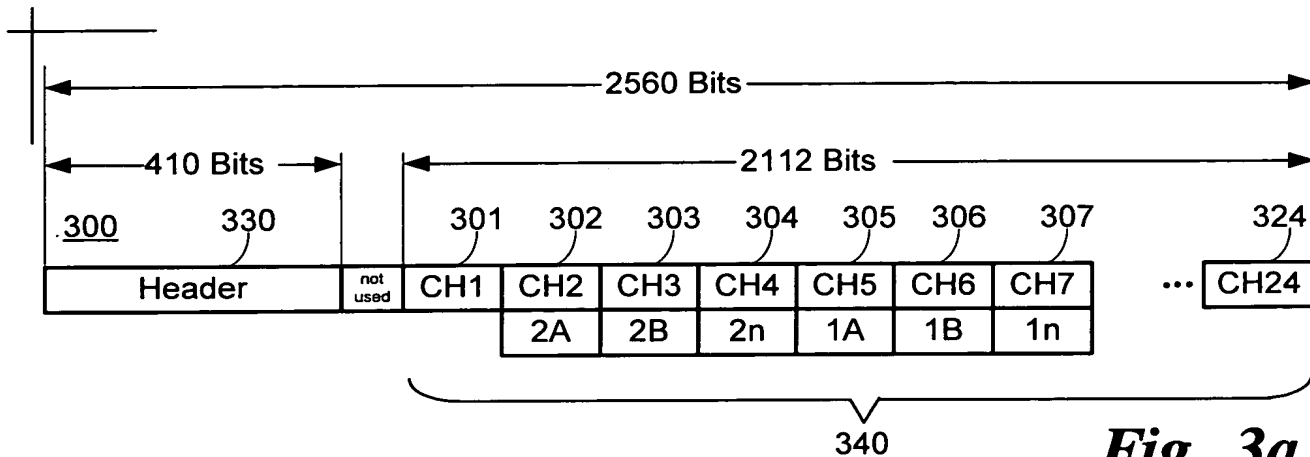 2560 Bits
410 Bits 2112 Bits
300 330 301 302 303 304 305 306 307 324
Header not used CH1 CH2 CH3 CH4 CH5 CH6 CH7 ... CH24
2A 2B 2n 1A 1B 1n
340
Fig. 3a